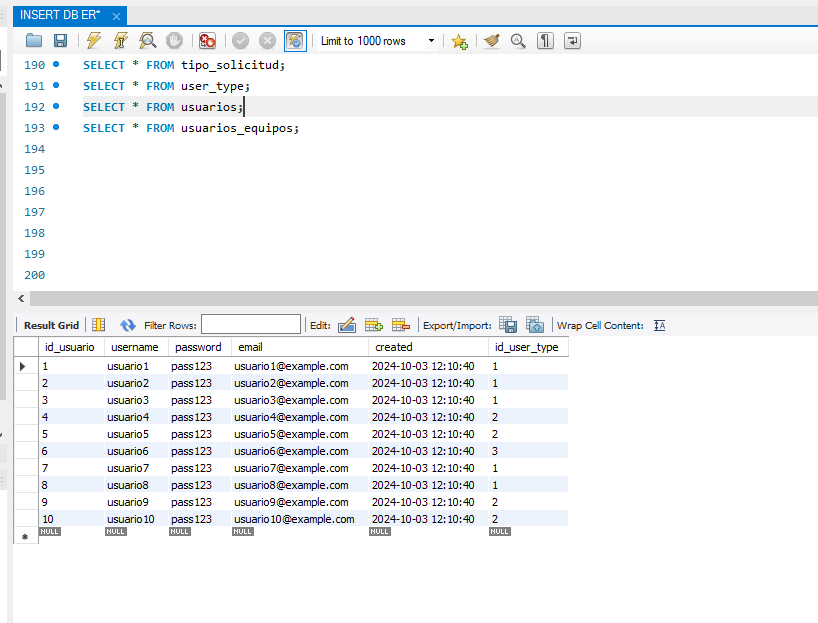 INSERT DB ER*
Limit to 1000 rows
190 SELECT * FROM tipo_solicitud;
191 SELECT * FROM user_type;
192 SELECT * FROM usuarios;
193 SELECT * FROM usuarios_equipos;
194
195
196
197
198
199
200
Result Grid Filter Rows: Edit: Export/Import: Wrap Cell Content:
id_usuario username password email created id_user_type
1 usuario1 pass123 usuario1@example.com 2024-10-03 12:10:40 1
2 usuario2 pass123 usuario2@example.com 2024-10-03 12:10:40 1
3 usuario3 pass123 usuario3@example.com 2024-10-03 12:10:40 1
4 usuario4 pass123 usuario4@example.com 2024-10-03 12:10:40 2
5 usuario5 pass123 usuario5@example.com 2024-10-03 12:10:40 2
6 usuario6 pass123 usuario6@example.com 2024-10-03 12:10:40 3
7 usuario7 pass123 usuario7@example.com 2024-10-03 12:10:40 1
8 usuario8 pass123 usuario8@example.com 2024-10-03 12:10:40 1
9 usuario9 pass123 usuario9@example.com 2024-10-03 12:10:40 2
10 usuario10 pass123 usuario10@example.com 2024-10-03 12:10:40 2
NULL NULL NULL NULL NULL NULL